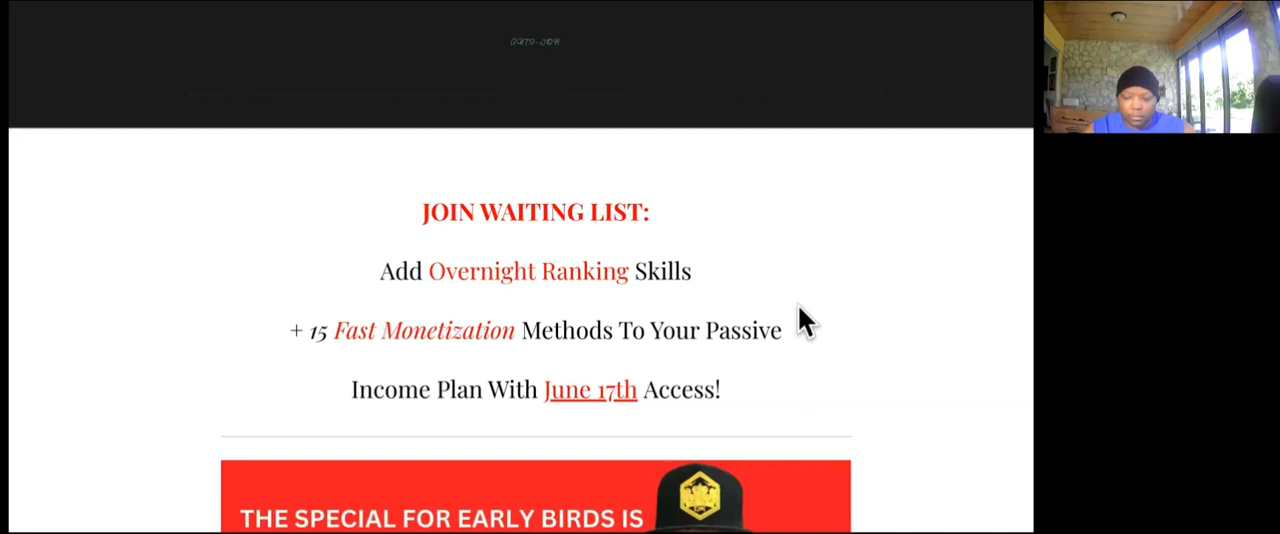 JOIN WAITING LIST:
Add Overnight Ranking Skills
+ 15 Fast Monetization Methods To Your Passive
Income Plan With June 17th Access!
THE SPECIAL FOR EARLY BIRDS IS